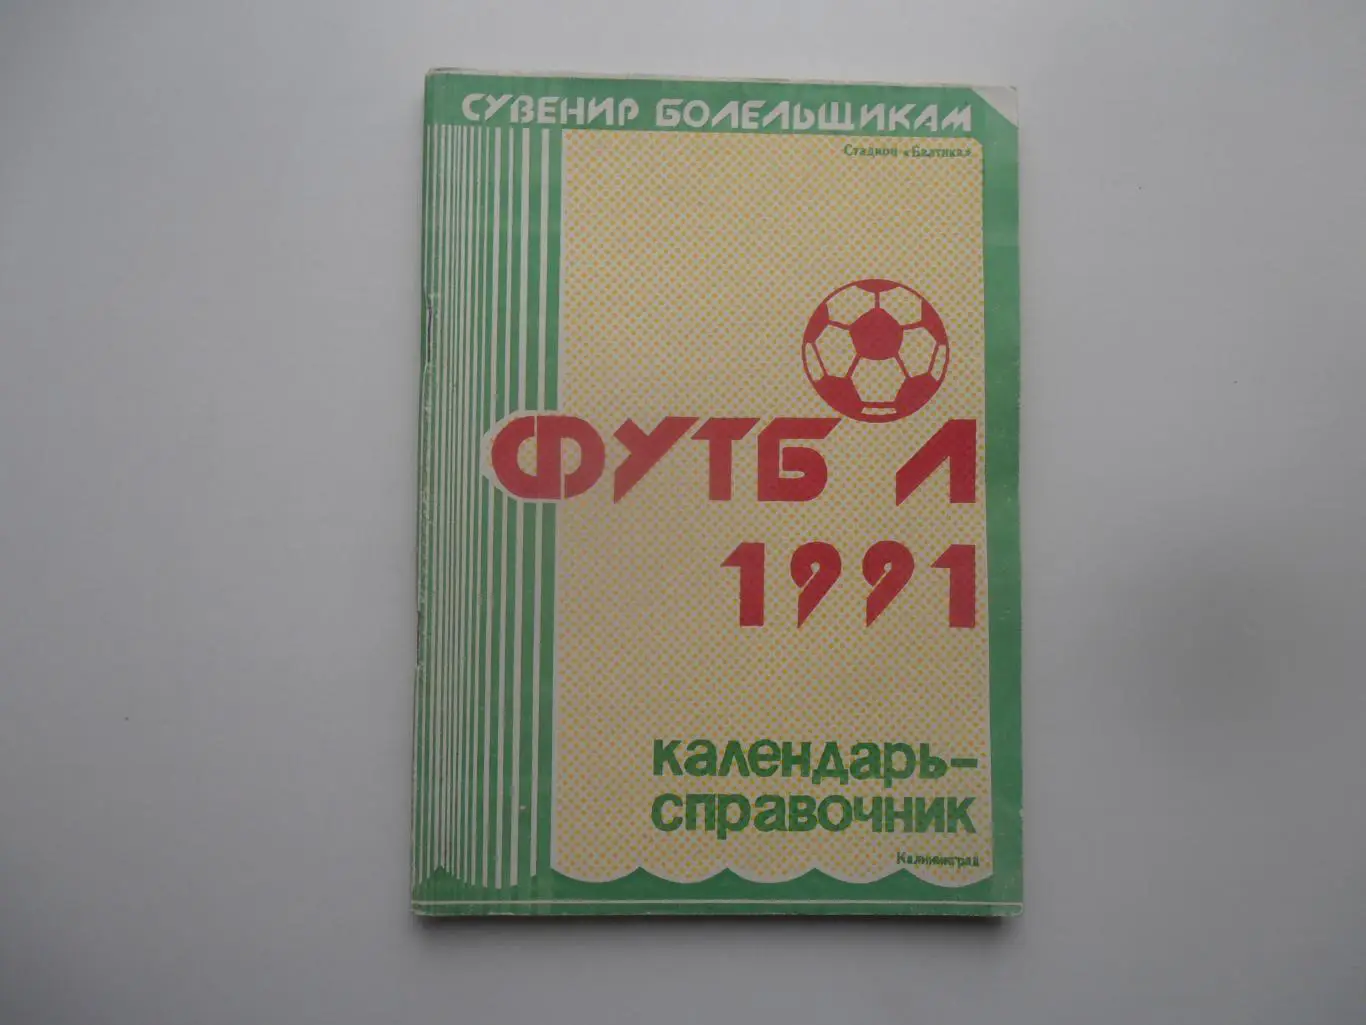 СУВЕНИР БОЛЕЛЬЩИКАМ
Стадион «Балтика»
ФУТБ Л
1991
календарь-
справочник
Калининград